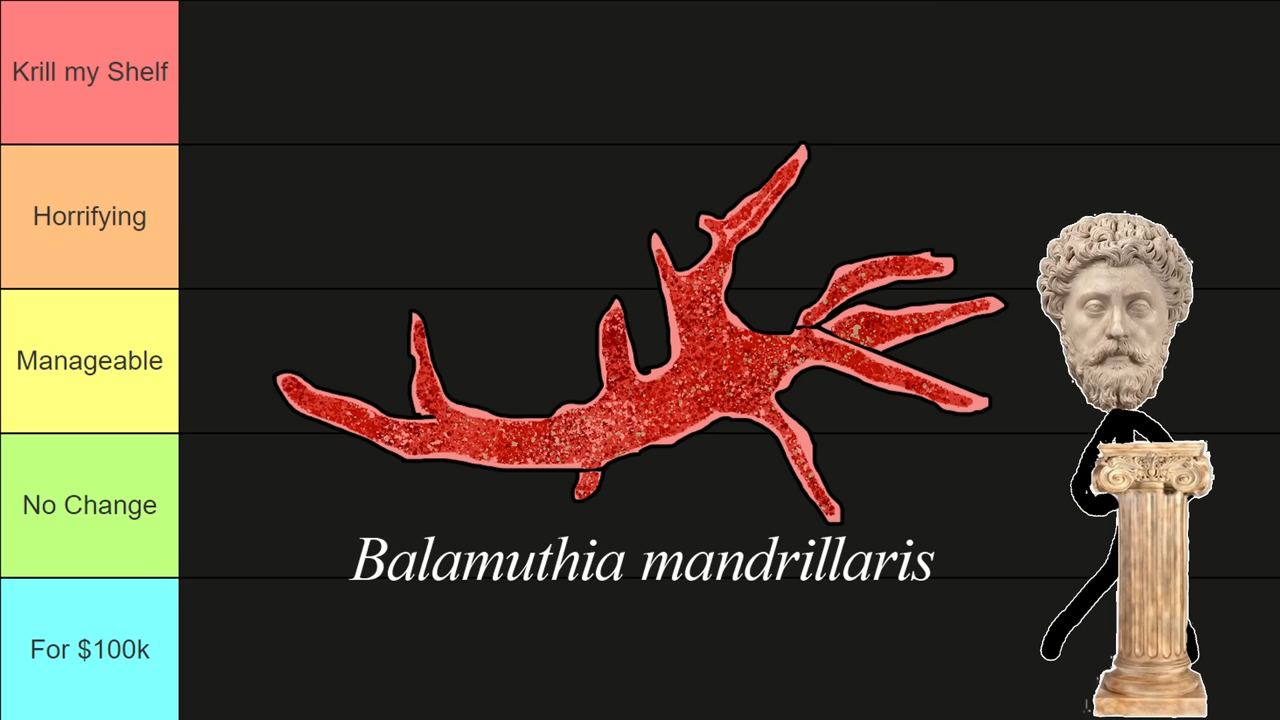 Krill my Shelf
Horrifying
Manageable
No Change
Balamuthia mandrillaris
For $100k